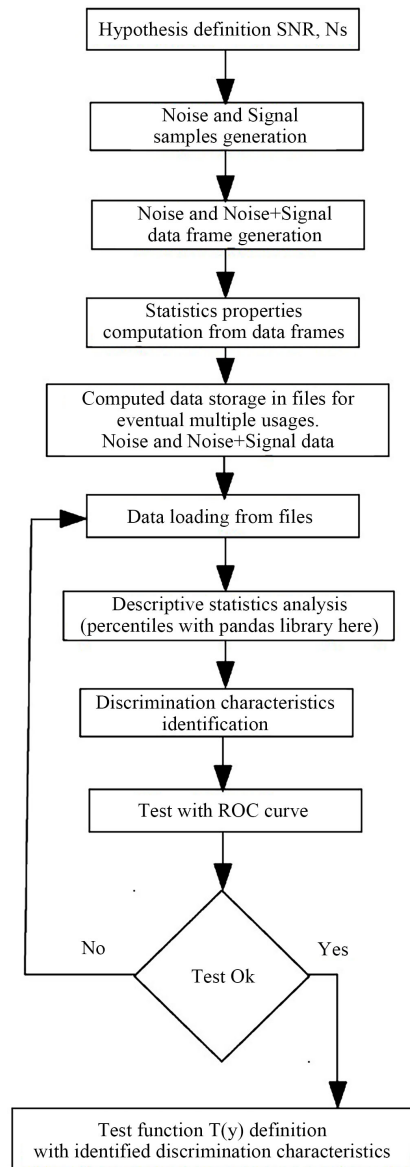 Hypothesis definition SNR, Ns
Noise and Signal
samples generation
Noise and Noise+Signal
data frame generation
Statistics properties
computation from data frames
Computed data storage in files for
eventual multiple usages.
Noise and Noise+Signal data
Data loading from files
Descriptive statistics analysis
(percentiles with pandas library here)
Discrimination characteristics
identification
Test with ROC curve
No
Yes
Test Ok
Test function T(y) definition
with identified discrimination characteristics